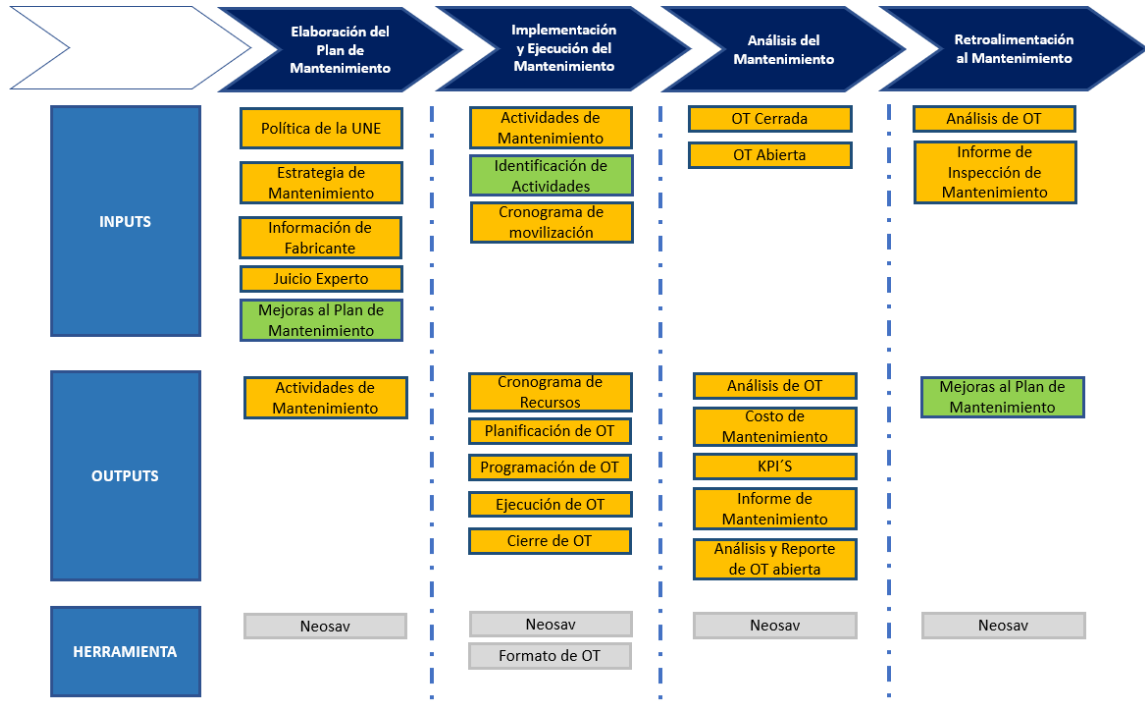 Elaboración del
Plan de
Mantenimiento
Implementación
y Ejecución del
Mantenimiento
Análisis del
Mantenimiento
Retroalimentación
al Mantenimiento
INPUTS
Política de la UNE
Estrategia de
Mantenimiento
Información de
Fabricante
Juicio Experto
Mejoras al Plan de
Mantenimiento
Actividades de
Mantenimiento
Identificación de
Actividades
Cronograma de
movilización
OT Cerrada
OT Abierta
Análisis de OT
Informe de
Inspección de
Mantenimiento
OUTPUTS
Actividades de
Mantenimiento
Cronograma de
Recursos
Planificación de OT
Programación de OT
Ejecución de OT
Cierre de OT
Análisis de OT
Costo de
Mantenimiento
KPI´S
Informe de
Mantenimiento
Análisis y Reporte
de OT abierta
Mejoras al Plan de
Mantenimiento
HERRAMIENTA
Neosav
Neosav
Formato de OT
Neosav
Neosav